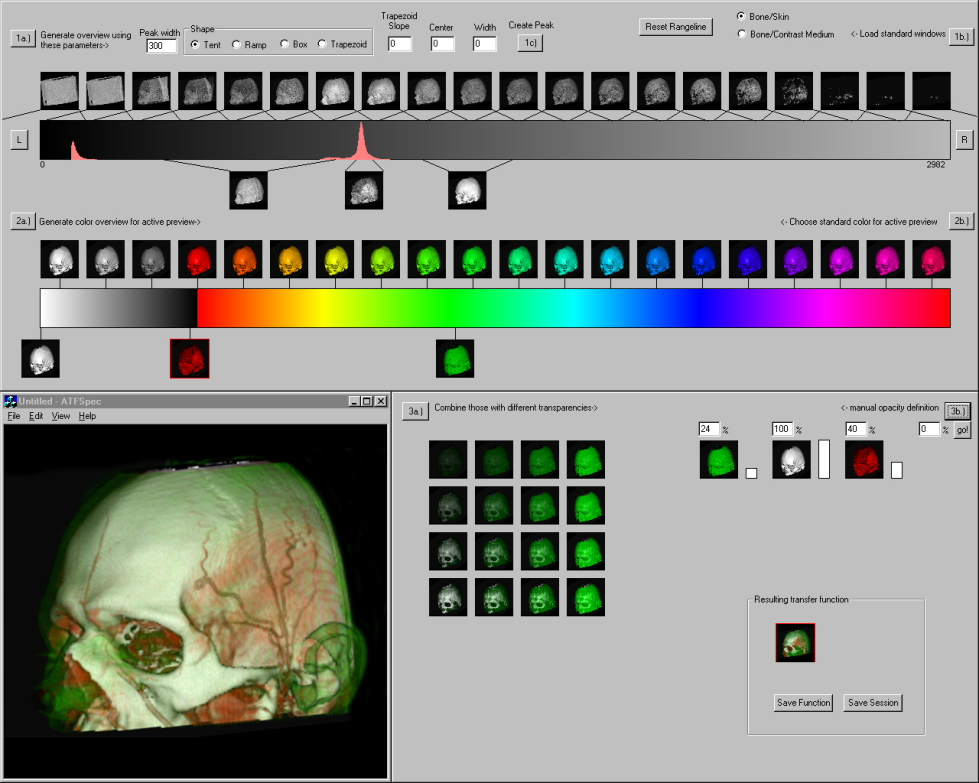 1a.)
Generate overview using
these parameters->
Peak width
300
Shape
Tent
Ramp
Box
Trapezoid
Trapezoid
Slope
0
Center
0
Width
0
Create Peak
1c)
Reset Rangeline
Bone/Skin
Bone/Contrast Medium
<- Load standard windows
1b.)
L
R
0
2982
2a.)
Generate color overview for active preview->
<- Choose standard color for active preview
2b.)
Untitled - ATFSpec
File Edit View Help
3a.)
Combine those with different transparencies->
<- manual opacity definition
3b.)
24 %
100 %
40 %
0 %
go!
Resulting transfer function
Save Function
Save Session